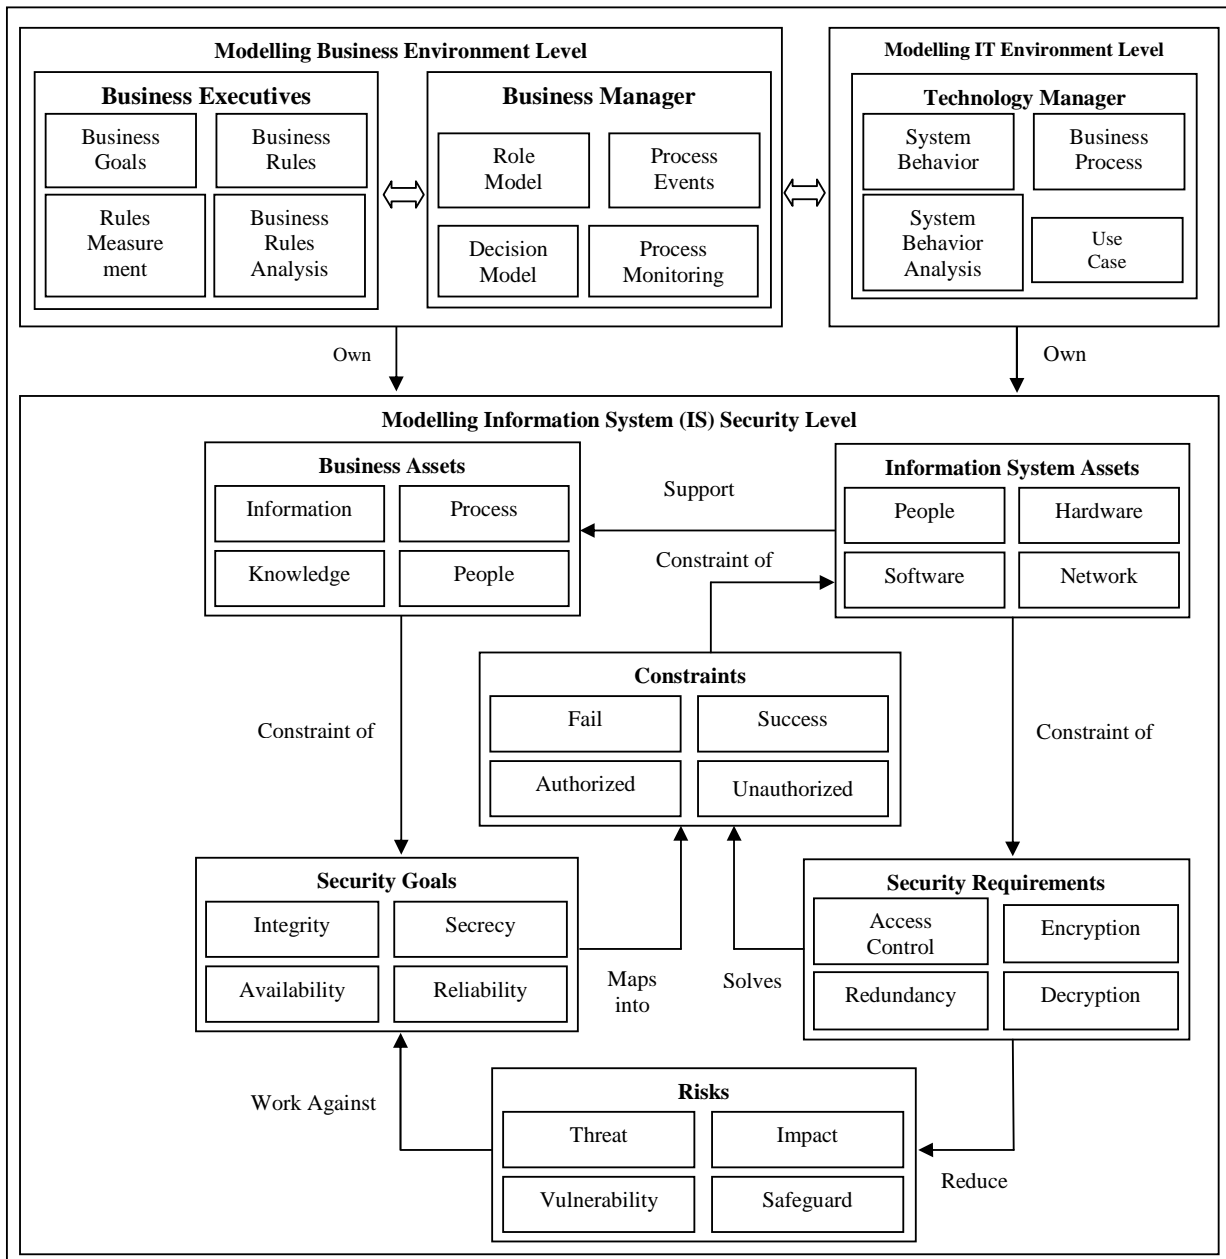 Modelling Business Environment Level
Business Executives
Business
Goals
Business
Rules
Rules
Measure
ment
Business
Rules
Analysis
Business Manager
Role
Model
Process
Events
Decision
Model
Process
Monitoring
Modelling IT Environment Level
Technology Manager
System
Behavior
Business
Process
System
Behavior
Analysis
Use
Case
Own
Own
Modelling Information System (IS) Security Level
Business Assets
Information
Process
Knowledge
People
Support
Information System Assets
People
Hardware
Software
Network
Constraint of
Constraints
Fail
Success
Authorized
Unauthorized
Constraint of
Constraint of
Security Goals
Integrity
Secrecy
Availability
Reliability
Maps
into
Solves
Security Requirements
Access
Control
Encryption
Redundancy
Decryption
Work Against
Risks
Threat
Impact
Vulnerability
Safeguard
Reduce